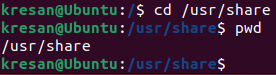 kresan@Ubuntu:/$ cd /usr/share
kresan@Ubuntu:/usr/share$ pwd
/usr/share
kresan@Ubuntu:/usr/share$